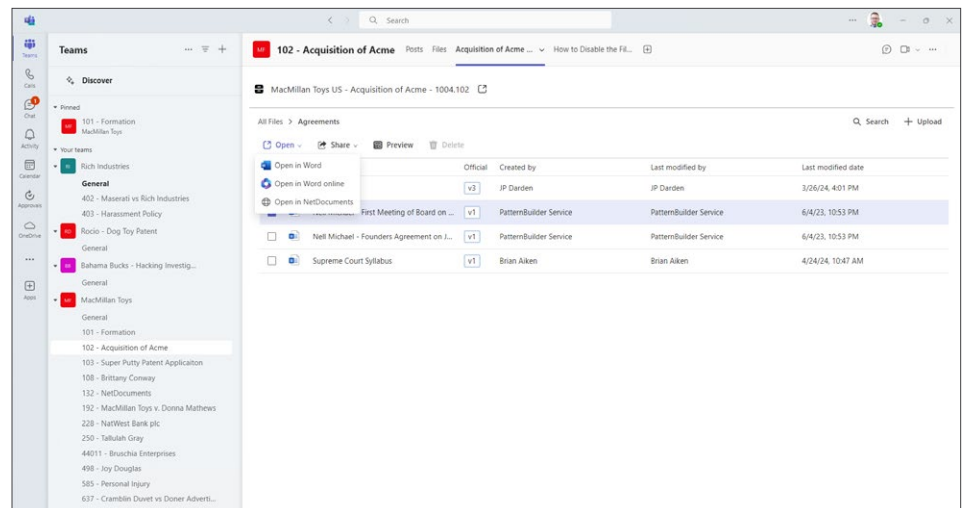 Search
Teams
Teams
Calls
Chat
1
Activity
Calendar
Approvals
OneDrive
Apps
Discover
Pinned
MF
101 - Formation
MacMillan Toys
Your teams
RI
Rich Industries
General
402 - Maserati vs Rich Industries
403 - Harassment Policy
RD
Rocio - Dog Toy Patent
General
Bahama Bucks - Hacking Investig...
General
MF
MacMillan Toys
General
101 - Formation
102 - Acquisition of Acme
103 - Super Putty Patent Applicaiton
108 - Brittany Conway
132 - NetDocuments
192 - MacMillan Toys v. Donna Mathews
228 - NatWest Bank plc
250 - Tallulah Gray
44011 - Bruschia Enterprises
498 - Joy Douglas
585 - Personal Injury
637 - Cramblin Duvet vs Doner Adverti...
MF 102 - Acquisition of Acme Posts Files Acquisition of Acme ... How to Disable the Fil...
MacMillan Toys US - Acquisition of Acme - 1004.102
All Files > Agreements Search + Upload
Open Share Preview Delete
Open in Word
Open in Word online
Open in NetDocuments
Official Created by Last modified by Last modified date
v3 JP Darden JP Darden 3/26/24, 4:01 PM
First Meeting of Board on ... v1 PatternBuilder Service PatternBuilder Service 6/4/23, 10:53 PM
Nell Michael - Founders Agreement on J... v1 PatternBuilder Service PatternBuilder Service 6/4/23, 10:53 PM
Supreme Court Syllabus v1 Brian Aiken Brian Aiken 4/24/24, 10:47 AM